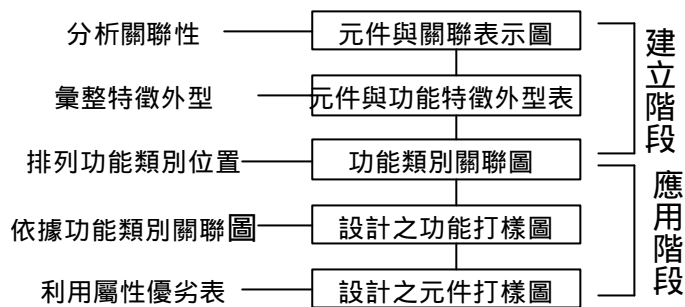 分析關聯性
元件與關聯表示圖
彙整特徵外型
元件與功能特徵外型表
排列功能類別位置
功能類別關聯圖
依據功能類別關聯圖
設計之功能打樣圖
利用屬性優劣表
設計之元件打樣圖
建立階段
應用階段